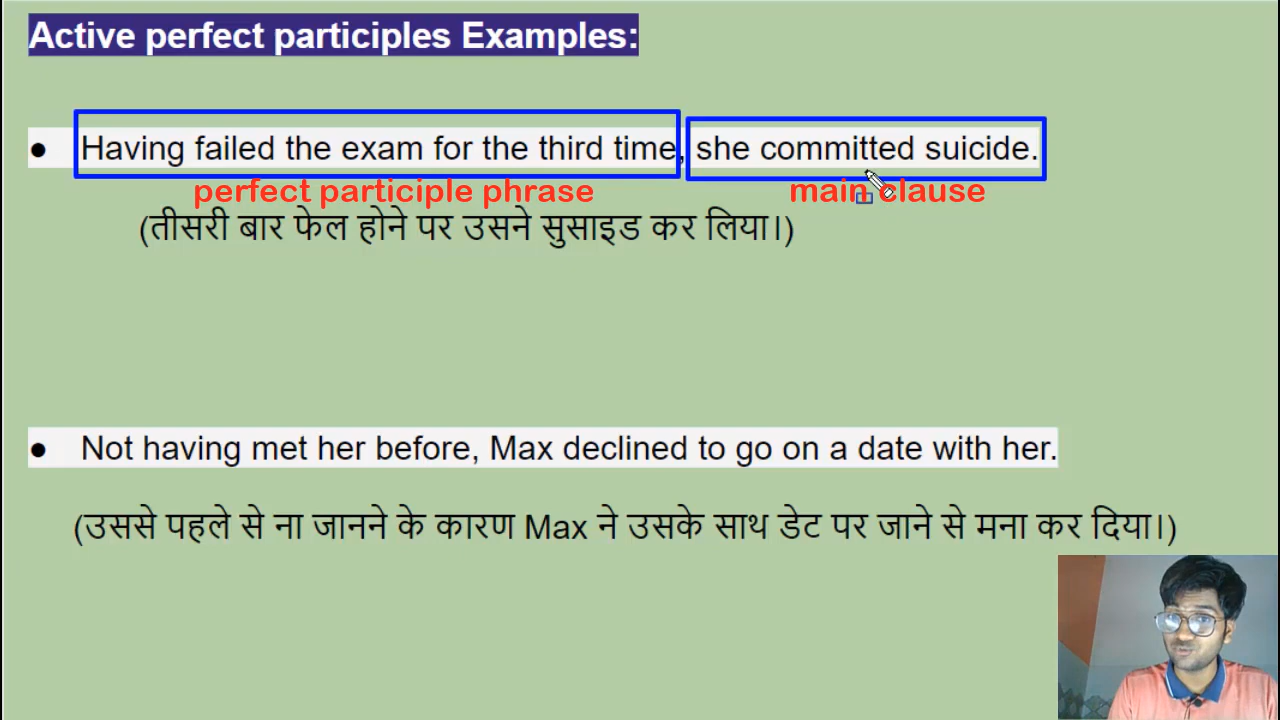 Active perfect participles Examples:
● Having failed the exam for the third time, she committed suicide.
perfect participle phrase main clause
(तीसरी बार फेल होने पर उसने सुसाइड कर लिया।)
● Not having met her before, Max declined to go on a date with her.
(उससे पहले से ना जानने के कारण Max ने उसके साथ डेट पर जाने से मना कर दिया।)